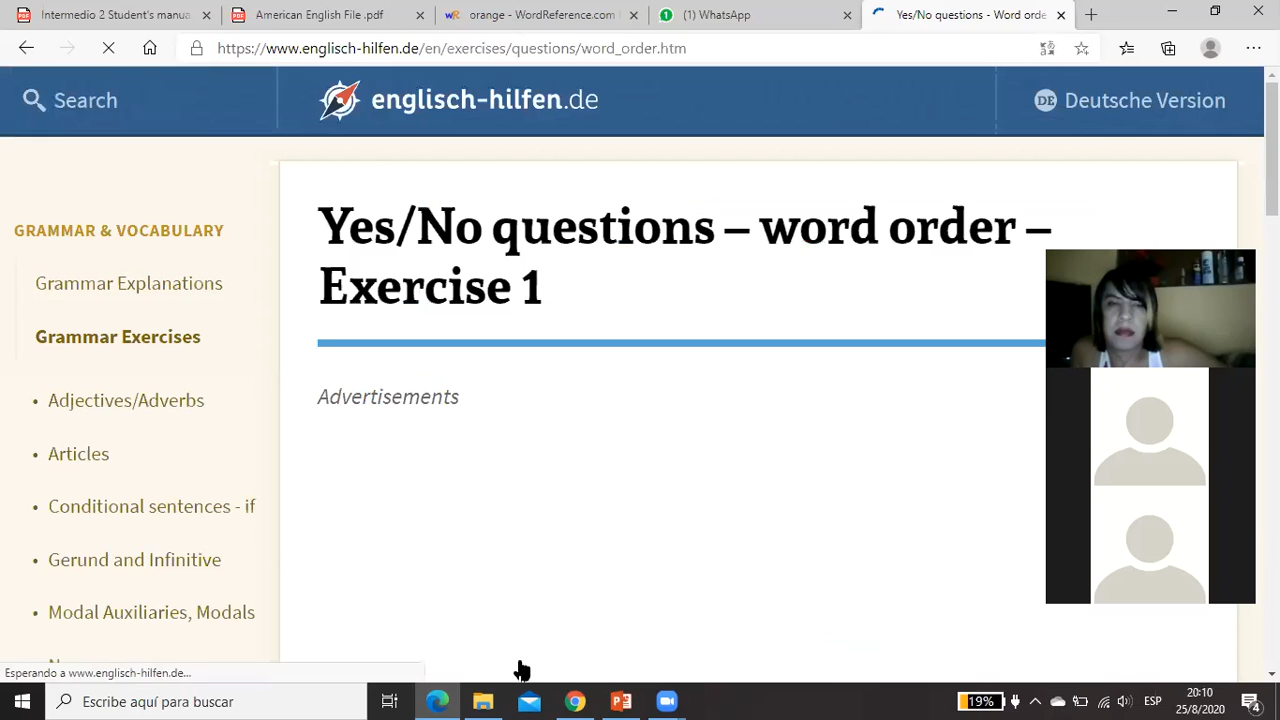 Intermedio 2 Student's manua
American English File .pdf
orange - WordReference.com
(1) WhatsApp
Yes/No questions - Word orde
https://www.englisch-hilfen.de/en/exercises/questions/word_order.htm
Search
englisch-hilfen.de
DE Deutsche Version
GRAMMAR & VOCABULARY
Grammar Explanations
Grammar Exercises
• Adjectives/Adverbs
• Articles
• Conditional sentences - if
• Gerund and Infinitive
• Modal Auxiliaries, Modals
Yes/No questions – word order –
Exercise 1
Advertisements
Esperando a www.englisch-hilfen.de...
Escribe aquí para buscar
19%
ESP
20:10
25/8/2020
4